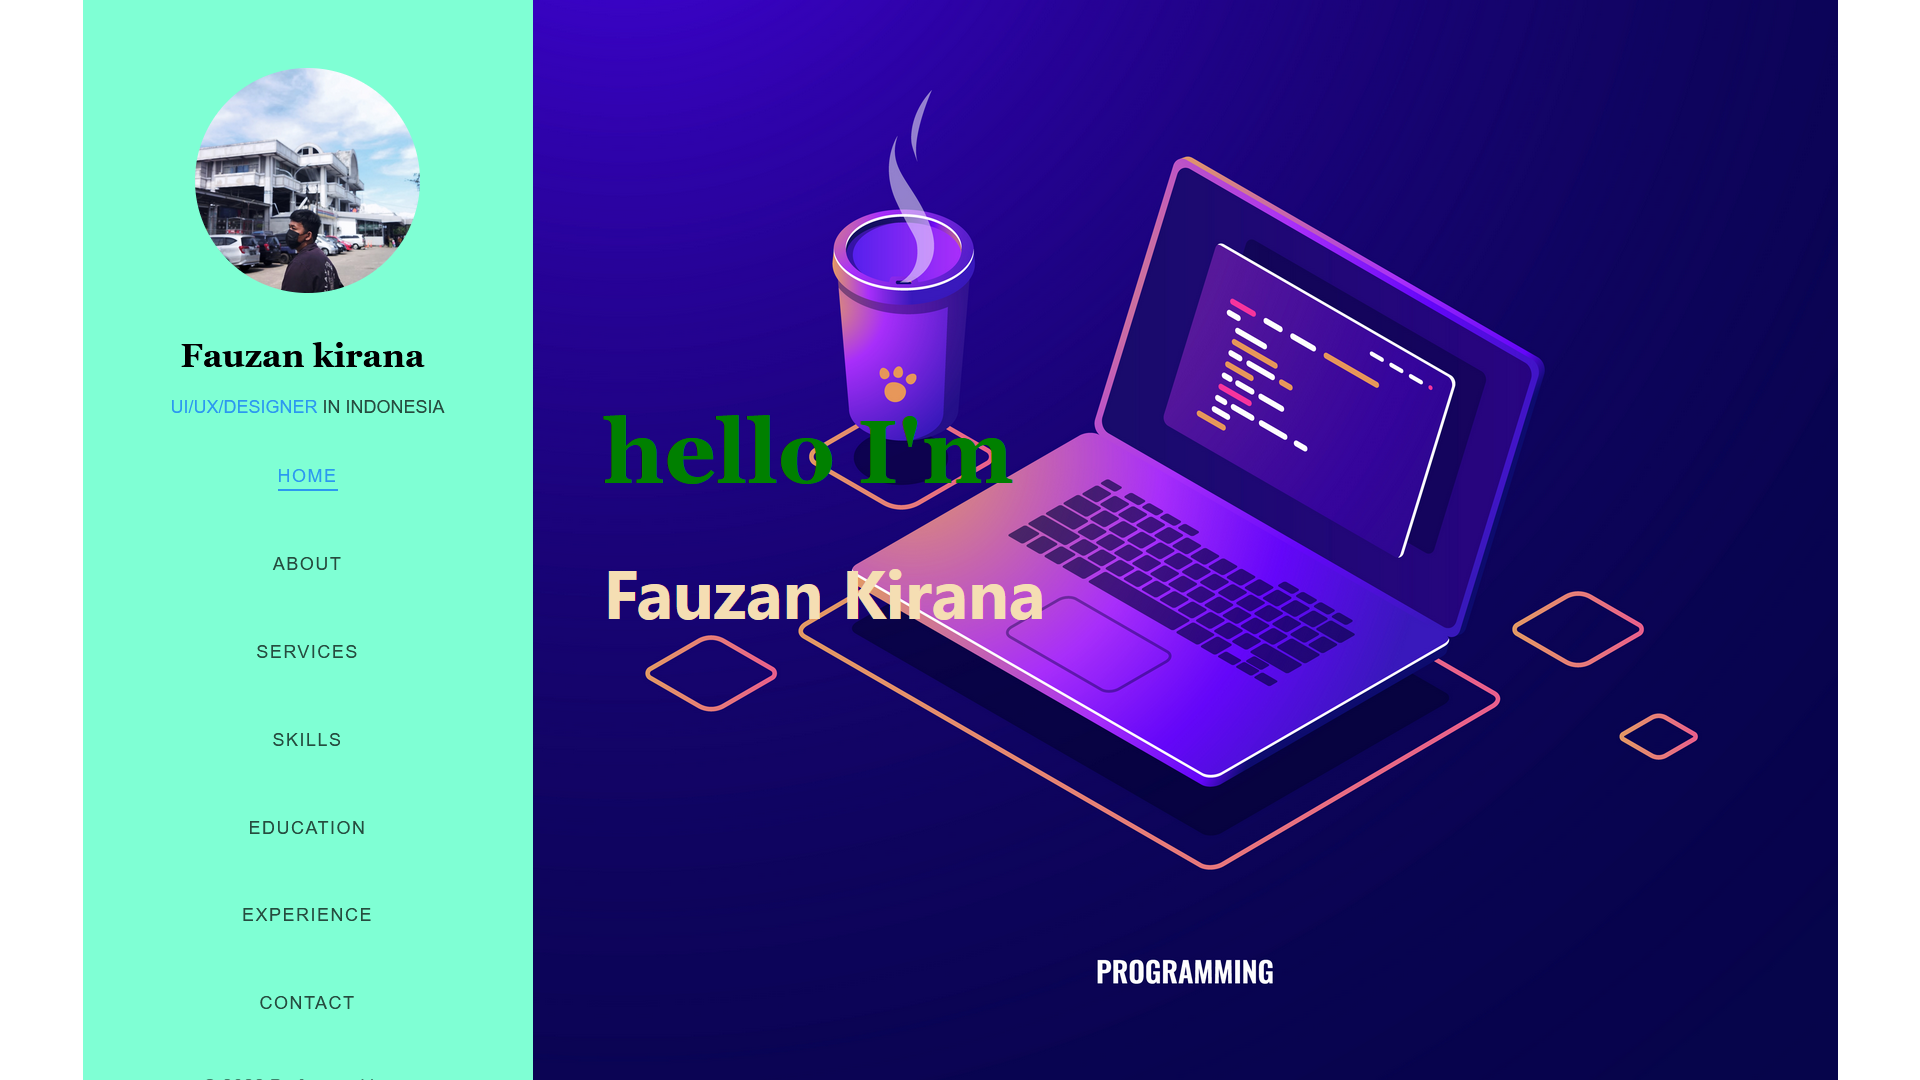 Fauzan kirana
UI/UX/DESIGNER IN INDONESIA
HOME
ABOUT
SERVICES
SKILLS
EDUCATION
EXPERIENCE
CONTACT
hello I'm
Fauzan Kirana
PROGRAMMING